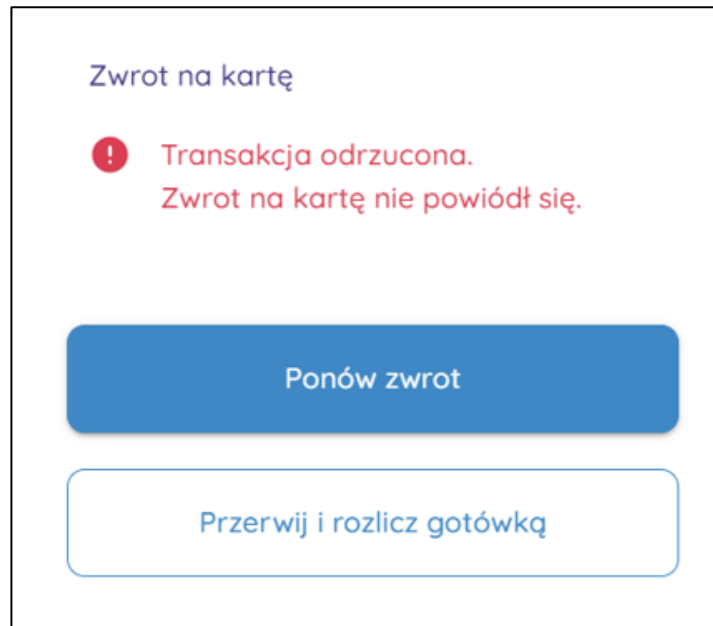 Zwrot na kartę
Transakcja odrzucona.
Zwrot na kartę nie powiódł się.
Ponów zwrot
Przerwij i rozlicz gotówką